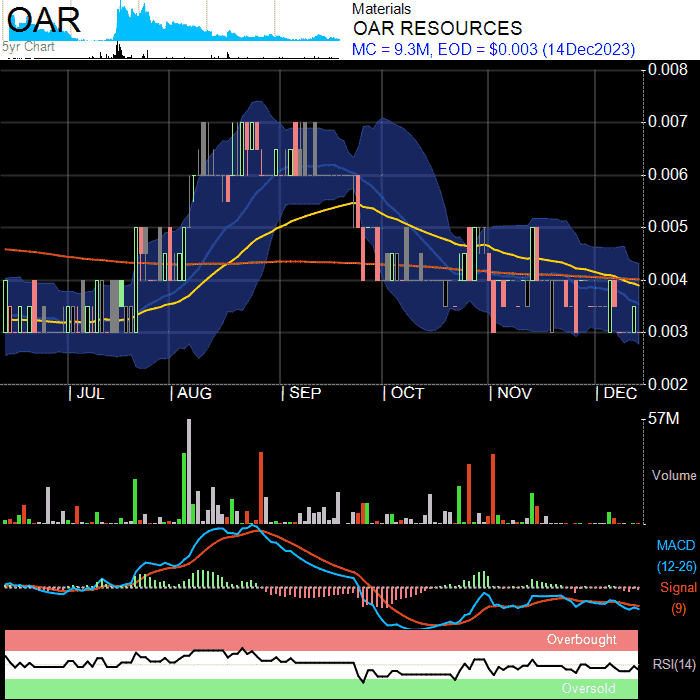 OAR
5yr Chart
Materials
OAR RESOURCES
MC = 9.3M, EOD = $0.003 (14Dec2023)
0.008
0.007
0.006
0.005
0.004
0.003
0.002
| JUL | AUG | SEP | OCT | NOV | DEC
57M
Volume
MACD
(12-26)
Signal
(9)
Overbought
RSI(14)
Oversold